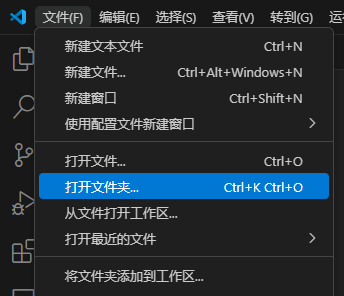 文件(F) 编辑(E) 选择(S) 查看(V) 转到(G)
新建文本文件 Ctrl+N
新建文件... Ctrl+Alt+Windows+N
新建窗口 Ctrl+Shift+N
使用配置文件新建窗口
打开文件... Ctrl+O
打开文件夹... Ctrl+K Ctrl+O
从文件打开工作区...
打开最近的文件
将文件夹添加到工作区...